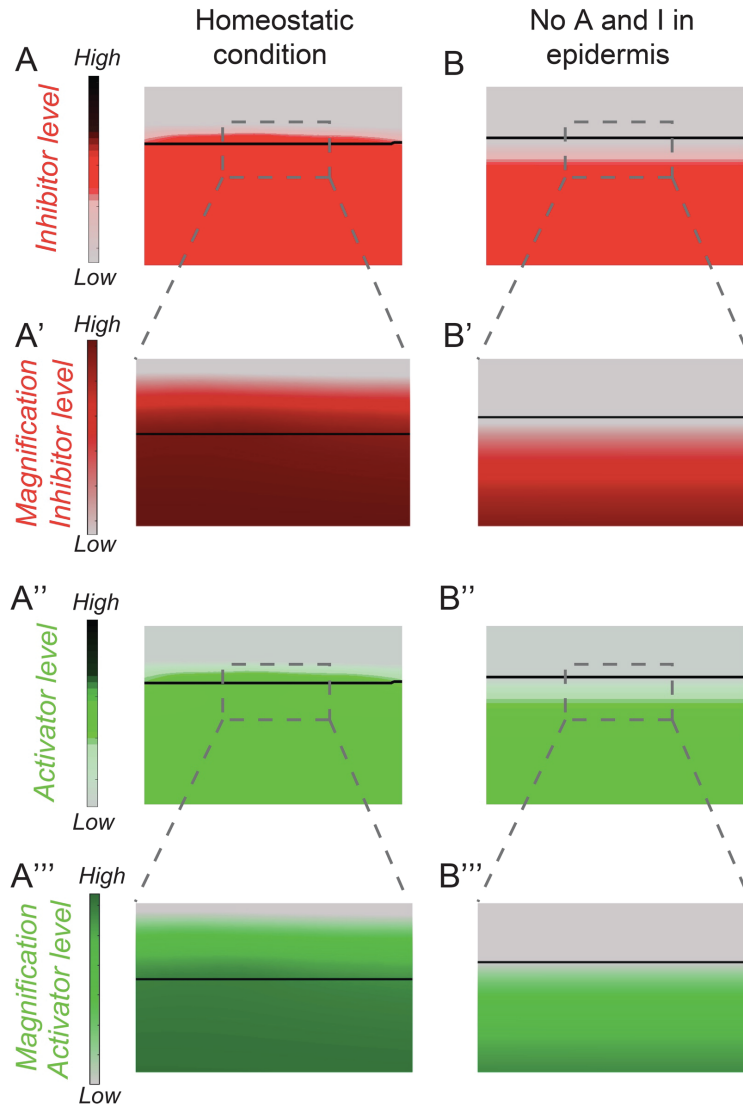 Homeostatic
condition
No A and I in
epidermis
A
High
Inhibitor level
Low
B
A'
High
Magnification
Inhibitor level
Low
B'
A''
High
Activator level
Low
B''
A'''
High
Magnification
Activator level
Low
B'''